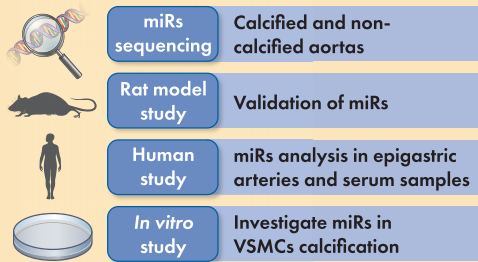 miRs
sequencing
Calcified and non-
calcified aortas
Rat model
study
Validation of miRs
Human
study
miRs analysis in epigastric
arteries and serum samples
In vitro
study
Investigate miRs in
VSMCs calcification